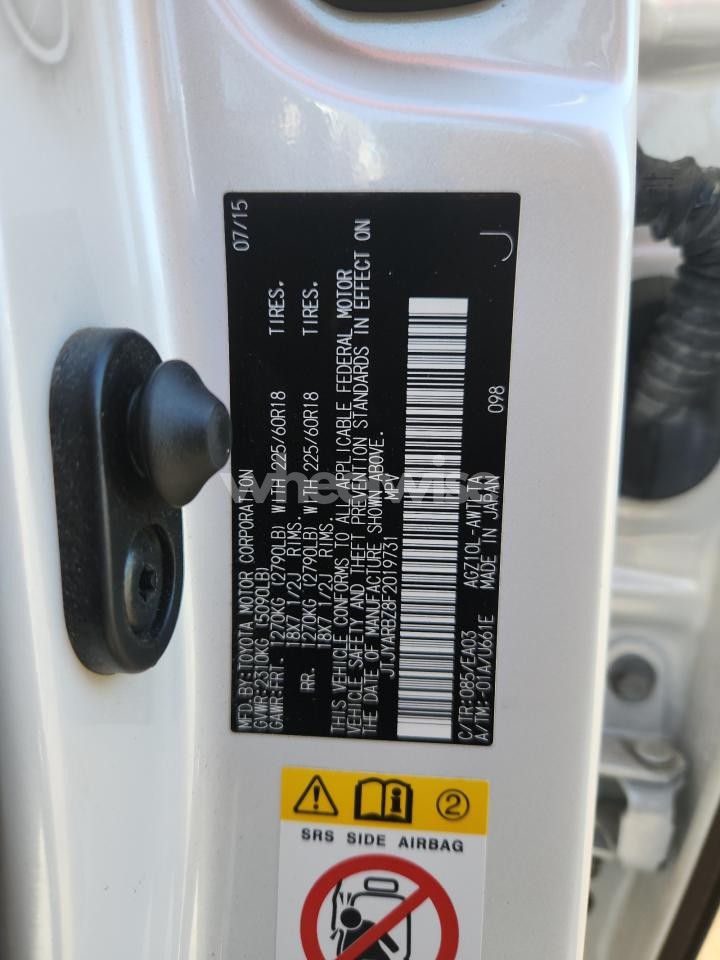 07/15
MFD.BY:TOYOTA MOTOR CORPORATION
GVWR:2310KG (5090LB)
GAWR:FRT. 1270KG (2790LB) WITH 225/60R18 TIRES.
18X7 1/2J RIMS.
RR. 1270KG (2790LB) WITH 225/60R18 TIRES.
18X7 1/2J RIMS.
THIS VEHICLE CONFORMS TO ALL APPLICABLE FEDERAL MOTOR
VEHICLE SAFETY AND THEFT PREVENTION STANDARDS IN EFFECT ON
THE DATE OF MANUFACTURE SHOWN ABOVE.
JTJYARBZ8F2019731 MPV
098
C/TR:085/EA03 AGZ10L-AWTLZA
A/TM:-01A/U661E MADE IN JAPAN
J
2
SRS SIDE AIRBAG
wheelwise